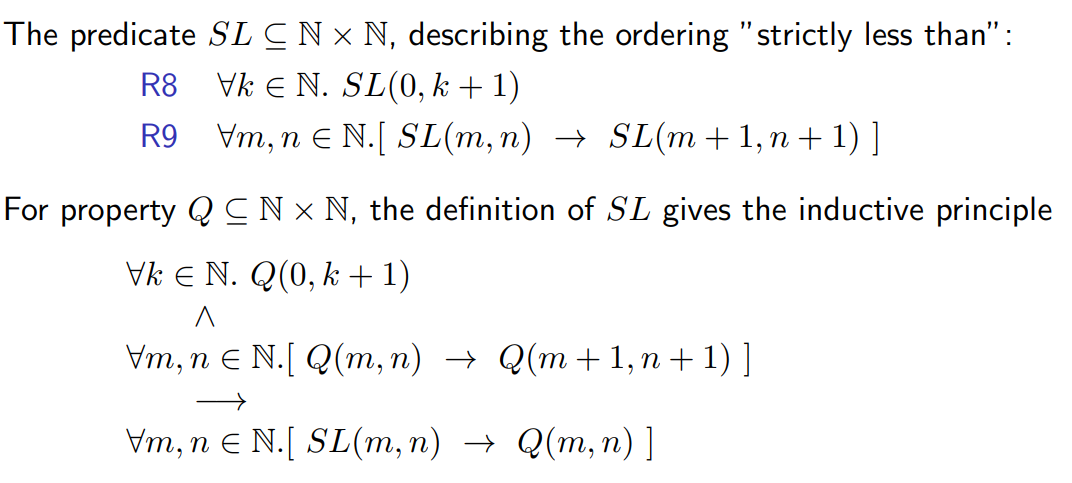 The predicate SL ⊆ ℕ × ℕ, describing the ordering "strictly less than":
R8 ∀k ∈ ℕ. SL(0, k + 1)
R9 ∀m, n ∈ ℕ.[ SL(m, n) → SL(m + 1, n + 1) ]
For property Q ⊆ ℕ × ℕ, the definition of SL gives the inductive principle
∀k ∈ ℕ. Q(0, k + 1)
∧
∀m, n ∈ ℕ.[ Q(m, n) → Q(m + 1, n + 1) ]
⟶
∀m, n ∈ ℕ.[ SL(m, n) → Q(m, n) ]